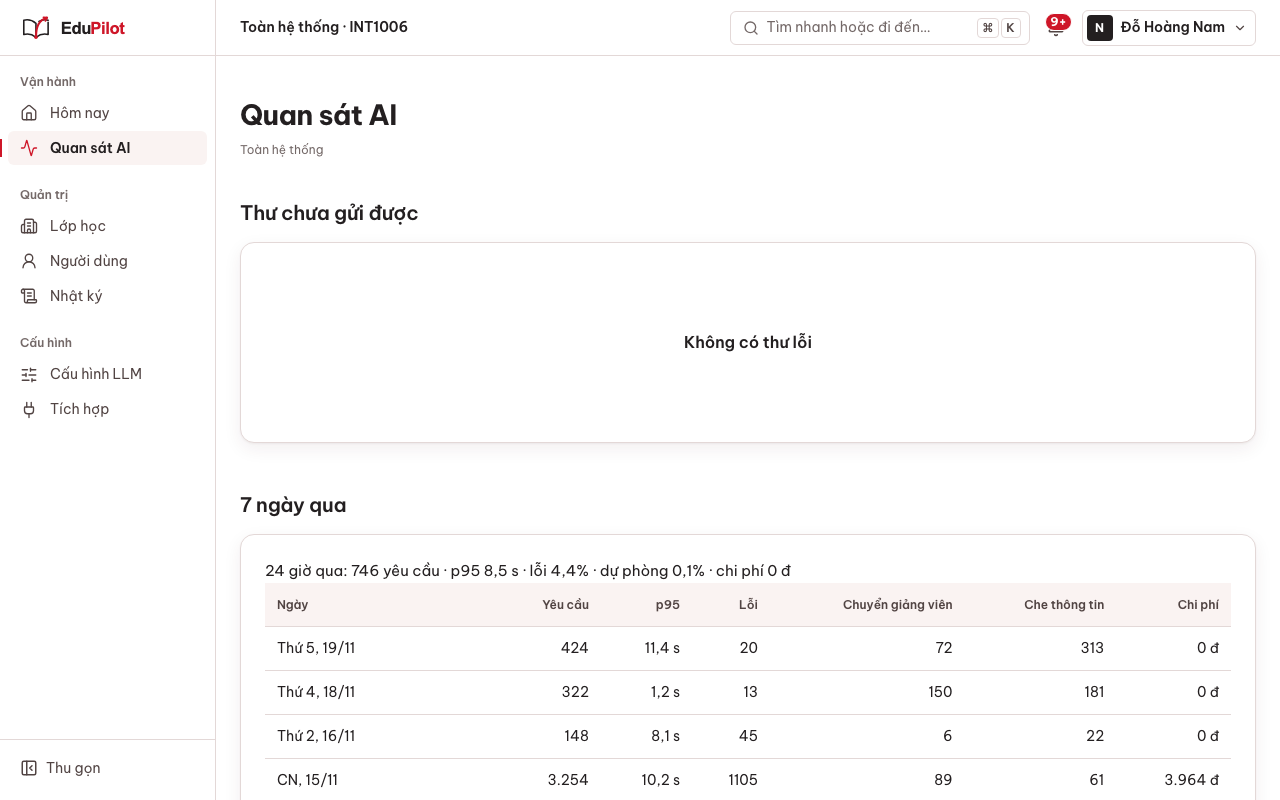 EduPilot
Toàn hệ thống · INT1006
Tìm nhanh hoặc đi đến...
⌘ K
9+
N
Đỗ Hoàng Nam
Vận hành
Hôm nay
Quan sát AI
Quản trị
Lớp học
Người dùng
Nhật ký
Cấu hình
Cấu hình LLM
Tích hợp
Thu gọn
Quan sát AI
Toàn hệ thống
Thư chưa gửi được
Không có thư lỗi
7 ngày qua
24 giờ qua: 746 yêu cầu · p95 8,5 s · lỗi 4,4% · dự phòng 0,1% · chi phí 0 đ
Ngày Yêu cầu p95 Lỗi Chuyển giảng viên Che thông tin Chi phí
Thứ 5, 19/11 424 11,4 s 20 72 313 0 đ
Thứ 4, 18/11 322 1,2 s 13 150 181 0 đ
Thứ 2, 16/11 148 8,1 s 45 6 22 0 đ
CN, 15/11 3.254 10,2 s 1105 89 61 3.964 đ